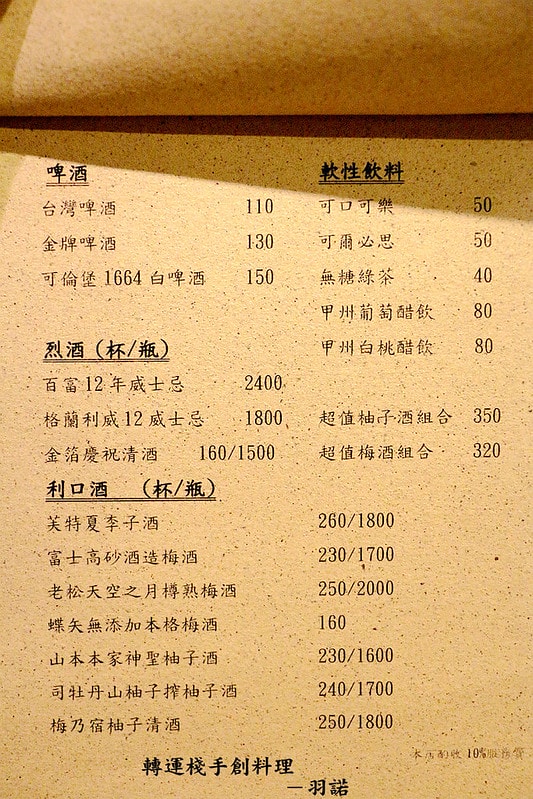 啤酒
台灣啤酒 110
金牌啤酒 130
可倫堡 1664 白啤酒 150
軟性飲料
可口可樂 50
可爾必思 50
無糖綠茶 40
甲州葡萄醋飲 80
甲州白桃醋飲 80
超值柚子酒組合 350
超值梅酒組合 320
烈酒 (杯/瓶)
百富 12 年威士忌 2400
格蘭利威 12 威士忌 1800
金箔慶祝清酒 160/1500
利口酒 (杯/瓶)
芙特夏李子酒 260/1800
富士高砂酒造梅酒 230/1700
老松天空之月樽熟梅酒 250/2000
蝶矢無添加本格梅酒 160
山本本家神聖柚子酒 230/1600
司牡丹山柚子搾柚子酒 240/1700
梅乃宿柚子清酒 250/1800
本店酌收 10%服務費
轉運棧手創料理
－羽諾